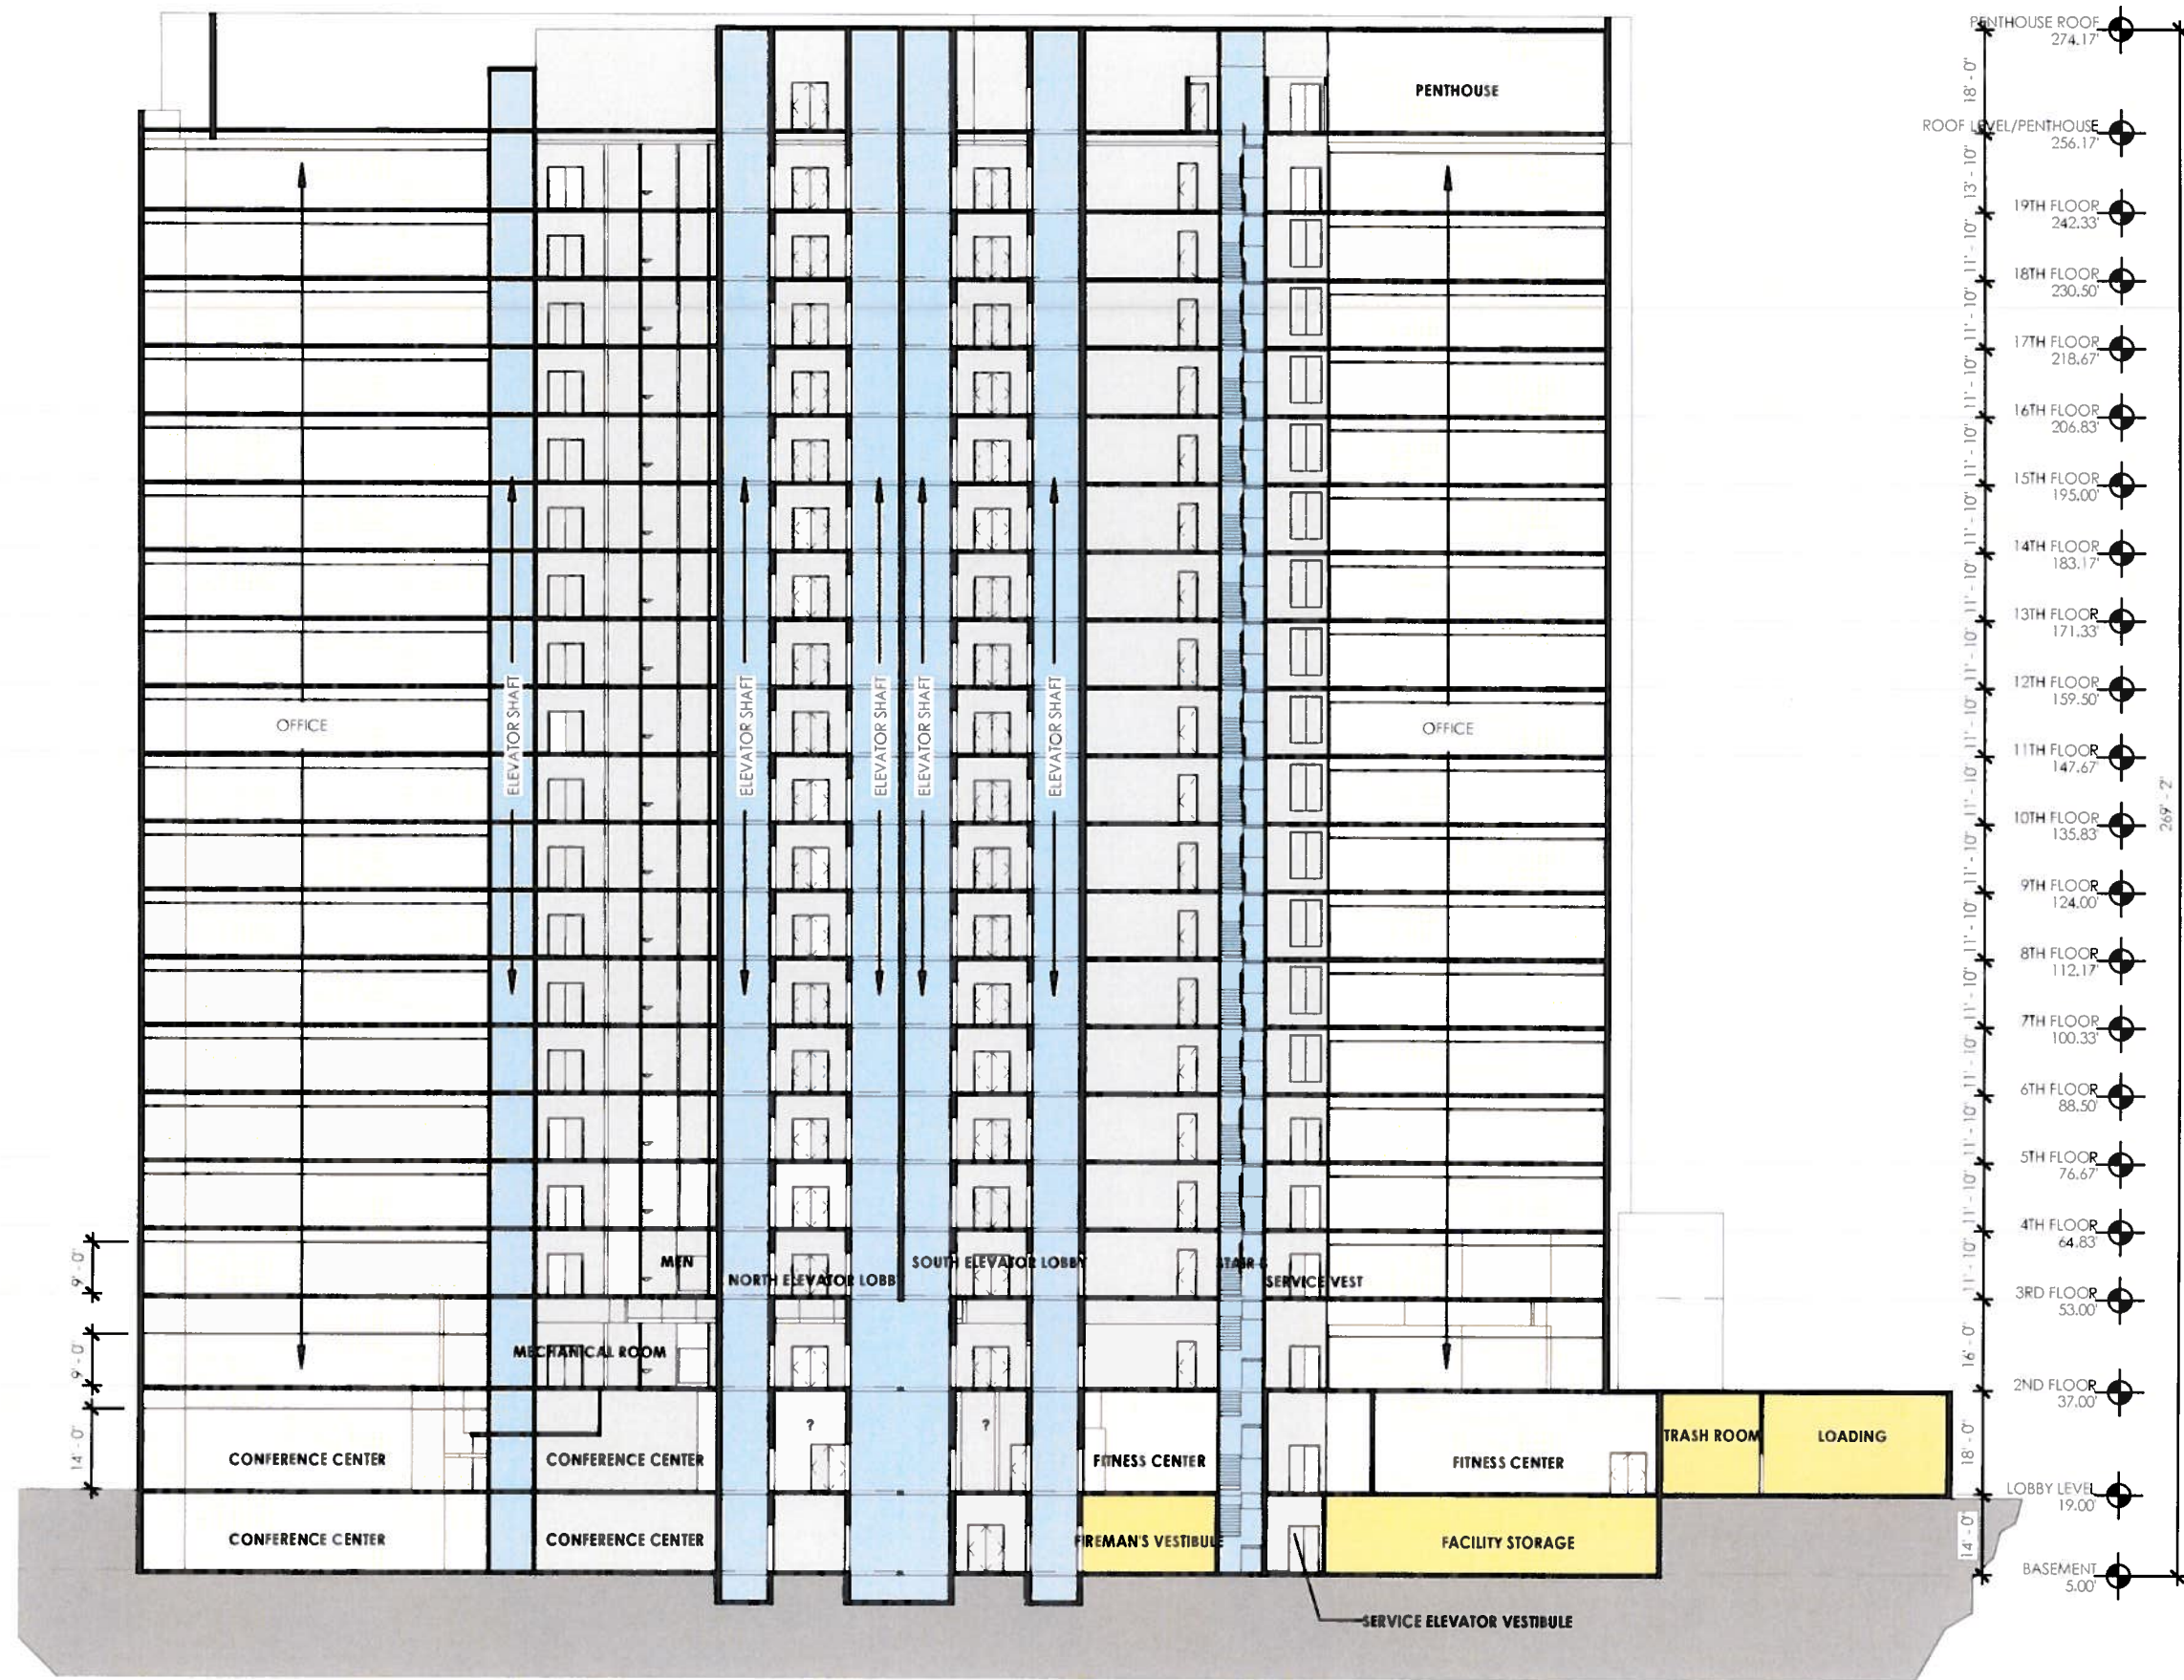 PENTHOUSE ROOF
274.17'
18' - 0"
PENTHOUSE
ROOF LEVEL/PENTHOUSE
256.17'
13' - 10"
19TH FLOOR
242.33'
11' - 10"
18TH FLOOR
230.50'
11' - 10"
17TH FLOOR
218.67'
11' - 10"
16TH FLOOR
206.83'
11' - 10"
15TH FLOOR
195.00'
11' - 10"
14TH FLOOR
183.17'
11' - 10"
13TH FLOOR
171.33'
11' - 10"
12TH FLOOR
159.50'
11' - 10"
OFFICE
ELEVATOR SHAFT
ELEVATOR SHAFT
ELEVATOR SHAFT
ELEVATOR SHAFT
ELEVATOR SHAFT
OFFICE
11TH FLOOR
147.67'
11' - 10"
10TH FLOOR
135.83'
269' - 2"
11' - 10"
9TH FLOOR
124.00'
11' - 10"
8TH FLOOR
112.17'
11' - 10"
7TH FLOOR
100.33'
11' - 10"
6TH FLOOR
88.50'
11' - 10"
5TH FLOOR
76.67'
11' - 10"
4TH FLOOR
64.83'
11' - 10"
9' - 0"
MEN
NORTH ELEVATOR LOBB
SOUTH ELEVATOR LOBBY
STAIR
SERVICE VEST
3RD FLOOR
53.00'
16' - 0"
9' - 0"
MECHANICAL ROOM
2ND FLOOR
37.00'
18' - 0"
14' - 0"
?
?
CONFERENCE CENTER
CONFERENCE CENTER
FITNESS CENTER
FITNESS CENTER
TRASH ROOM
LOADING
LOBBY LEVEL
19.00'
14' - 0"
CONFERENCE CENTER
CONFERENCE CENTER
FIREMAN'S VESTIBULE
FACILITY STORAGE
BASEMENT
5.00'
SERVICE ELEVATOR VESTIBULE